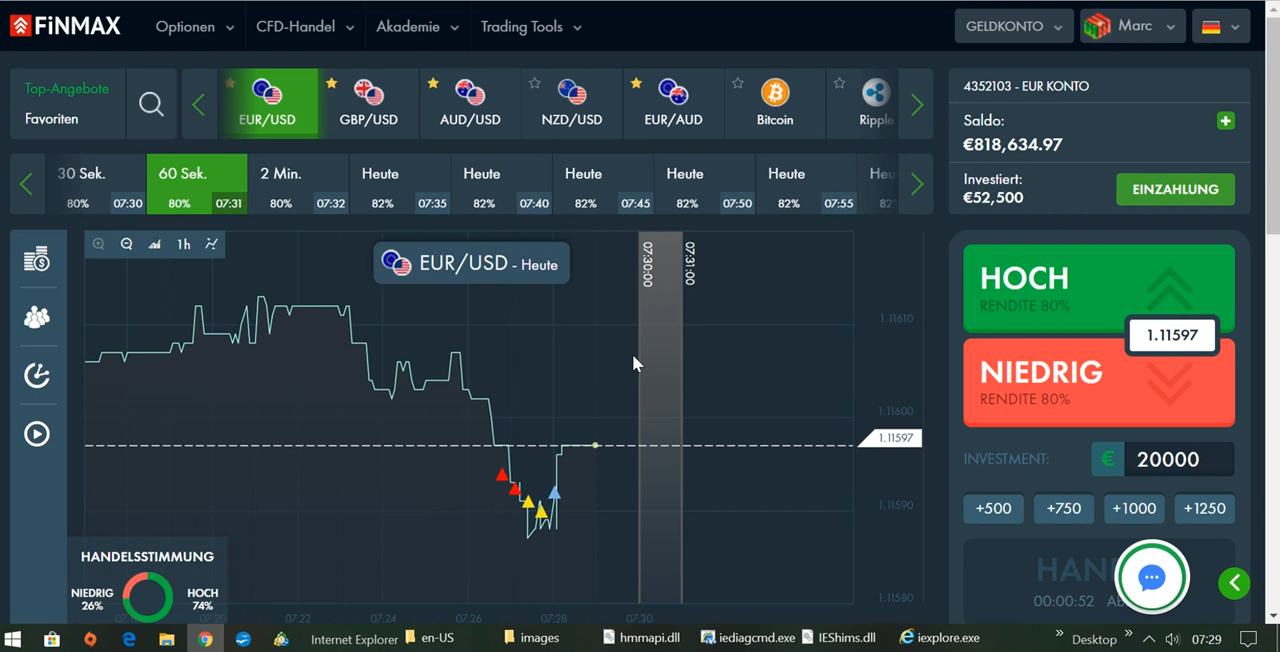 FiNMAX
Optionen
CFD-Handel
Akademie
Trading Tools
GELDKONTO
Marc
Top-Angebote
Favoriten
EUR/USD
GBP/USD
AUD/USD
NZD/USD
EUR/AUD
Bitcoin
Ripple
4352103 - EUR KONTO
Saldo:
€818,634.97
Investiert:
€52,500
EINZAHLUNG
30 Sek.
80% 07:30
60 Sek.
80% 07:31
2 Min.
80% 07:32
Heute
82% 07:35
Heute
82% 07:40
Heute
82% 07:45
Heute
82% 07:50
Heute
82% 07:55
Heu
82%
1h
EUR/USD - Heute
07:30:00
07:31:00
1.11610
1.11600
1.11597
1.11590
1.11580
HANDELSSTIMMUNG
NIEDRIG
26%
HOCH
74%
07:20
07:22
07:24
07:26
07:28
07:30
HOCH
RENDITE 80%
1.11597
NIEDRIG
RENDITE 80%
INVESTMENT:
€ 20000
+500
+750
+1000
+1250
HAN
00:00:52
Internet Explorer
en-US
images
hmmapi.dll
iediagcmd.exe
IEShims.dll
iexplore.exe
Desktop
07:29